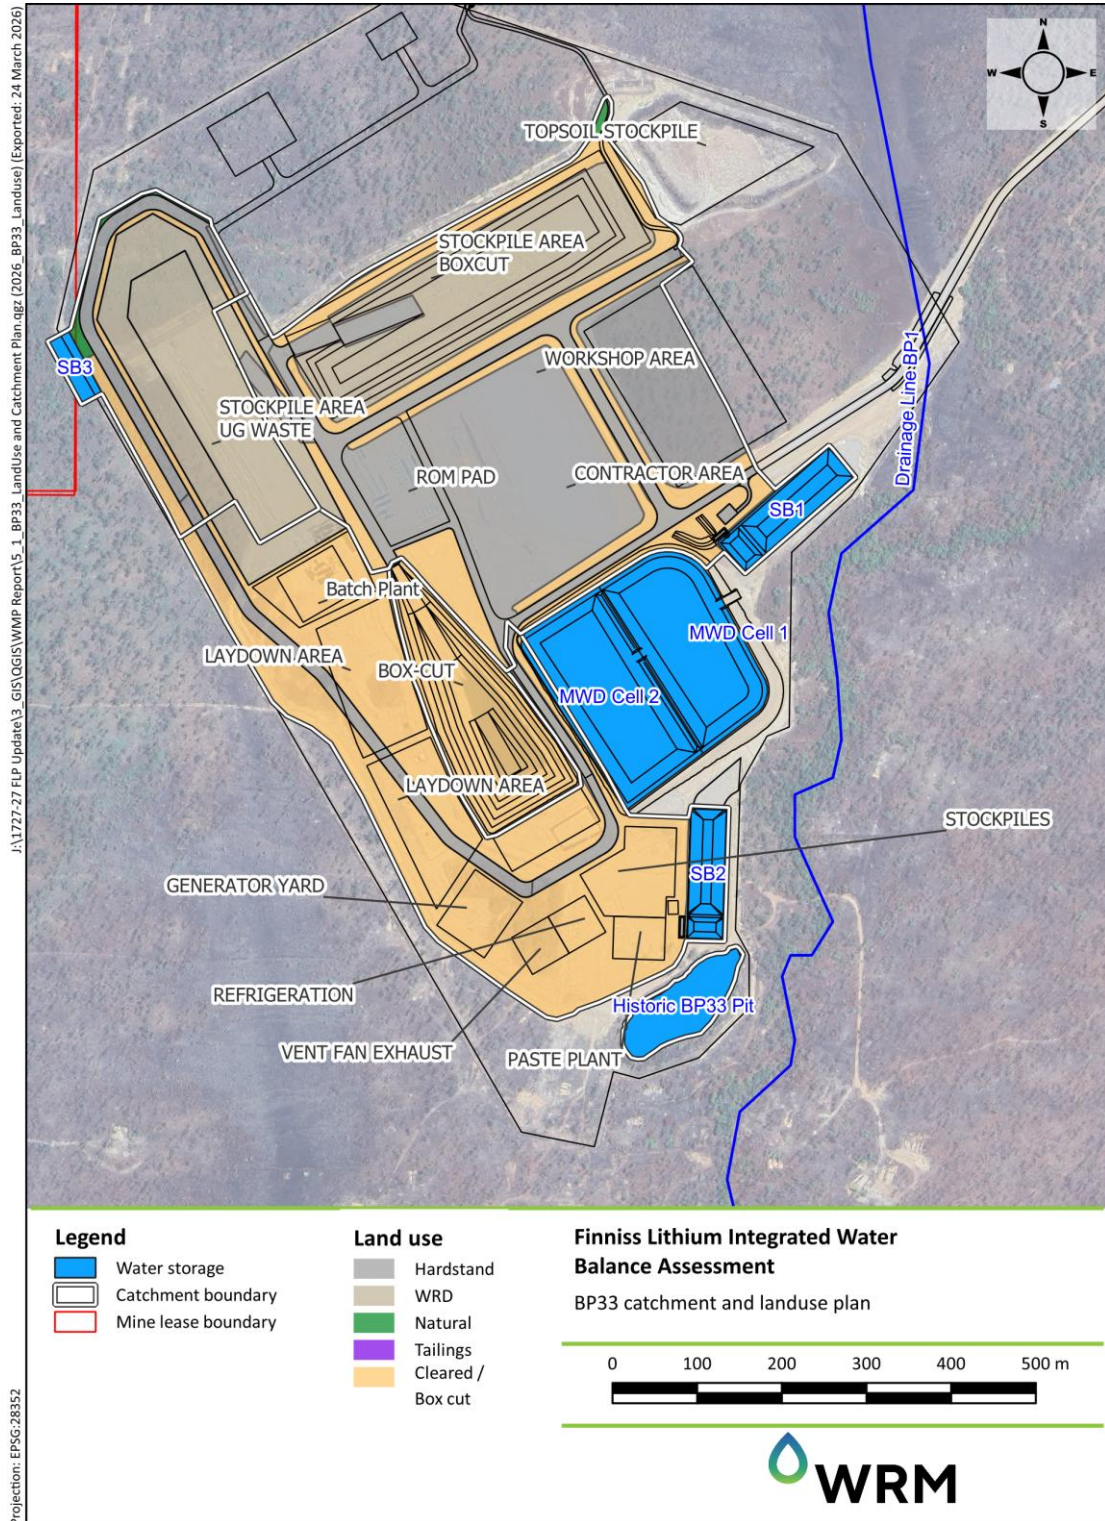 J:\1727-27 FFLP Update\3_GIS\QGIS\WMP Report\5_1_BP33_LandUse and Catchment Plan.qgz (2026_BP33_Landuse) (Exported: 24 March 2026)
N
W
E
S
TOPSOIL STOCKPILE
STOCKPILE AREA
BOXCUT
Drainage Line BP1
WORKSHOP AREA
SB3
STOCKPILE AREA
UG WASTE
ROM PAD
CONTRACTOR AREA
SB1
Batch Plant
MWD Cell 1
LAYDOWN AREA
BOX-CUT
MWD Cell 2
LAYDOWN AREA
STOCKPILES
SB2
GENERATOR YARD
REFRIGERATION
Historic BP33 Pit
VENT FAN EXHAUST
PASTE PLANT
Legend
Water storage
Catchment boundary
Mine lease boundary
Land use
Hardstand
WRD
Natural
Tailings
Cleared /
Box cut
Finniss Lithium Integrated Water
Balance Assessment
BP33 catchment and landuse plan
0 100 200 300 400 500 m
WRM
Projection: EPSG:28352